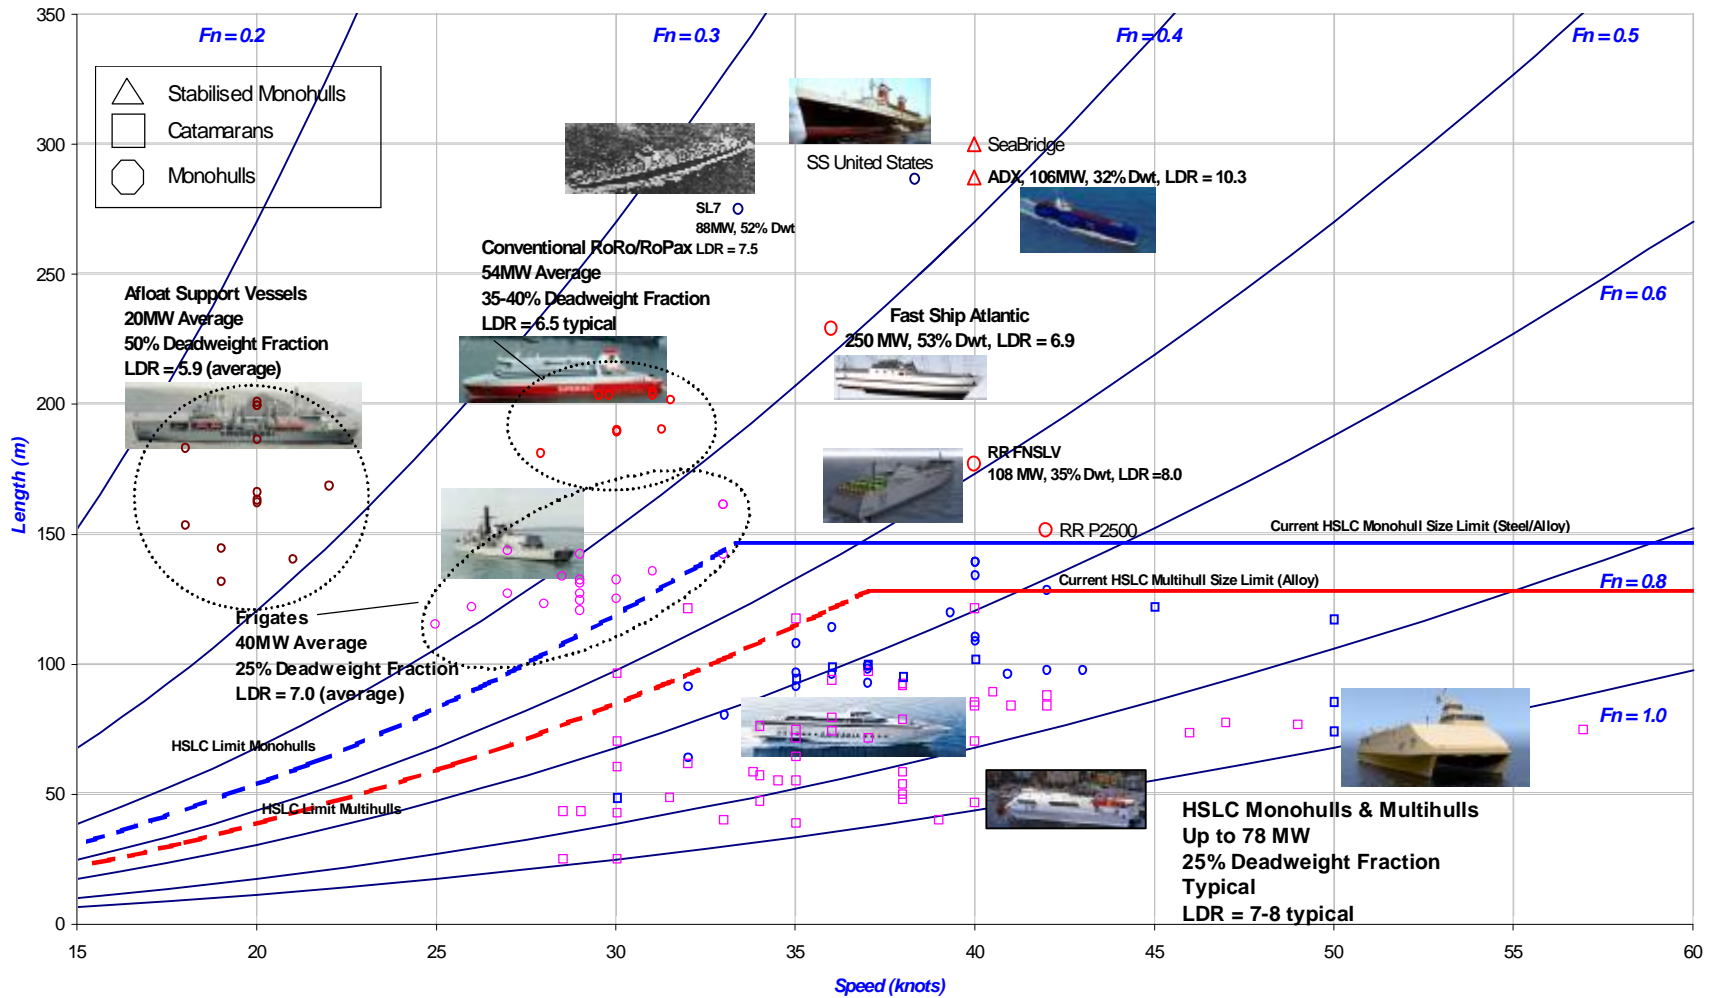 350
300
250
200
150
100
50
0
Length (m)
15
20
25
30
35
40
45
50
55
60
Speed (knots)
Fn = 0.2
Fn = 0.3
Fn = 0.4
Fn = 0.5
Fn = 0.6
Fn = 0.8
Fn = 1.0
Stabilised Monohulls
Catamarans
Monohulls
SS United States
SeaBridge
ADX, 106MW, 32% Dwt, LDR = 10.3
SL7
88MW, 52% Dwt
LDR = 7.5
Conventional RoRo/RoPax
54MW Average
35-40% Deadweight Fraction
LDR = 6.5 typical
Afloat Support Vessels
20MW Average
50% Deadweight Fraction
LDR = 5.9 (average)
Fast Ship Atlantic
250 MW, 53% Dwt, LDR = 6.9
RR FNSLV
108 MW, 35% Dwt, LDR =8.0
RR P2500
Current HSLC Monohull Size Limit (Steel/Alloy)
Current HSLC Multihull Size Limit (Alloy)
Frigates
40MW Average
25% Deadweight Fraction
LDR = 7.0 (average)
HSLC Limit Monohulls
HSLC Limit Multihulls
HSLC Monohulls & Multihulls
Up to 78 MW
25% Deadweight Fraction
Typical
LDR = 7-8 typical